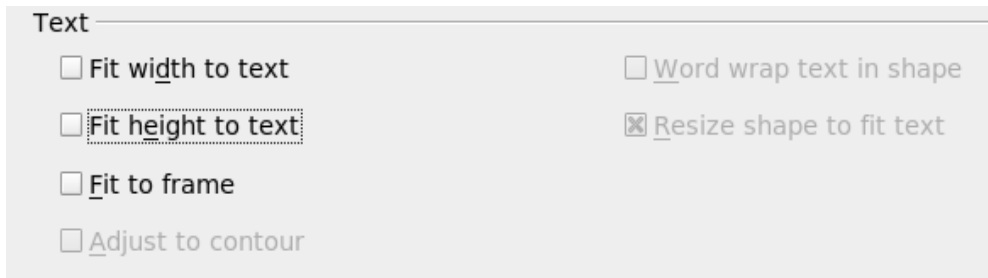 Text
Fit width to text
Word wrap text in shape
Fit height to text
Resize shape to fit text
Fit to frame
Adjust to contour